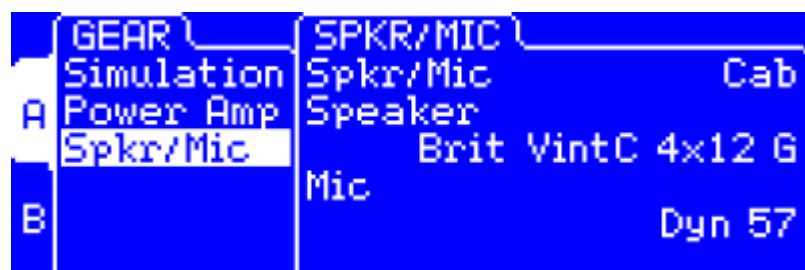 GEAR
Simulation
A Power Amp
Spkr/Mic
B
SPKR/MIC
Spkr/Mic Cab
Speaker
Brit VintC 4x12 G
Mic
Dyn 57